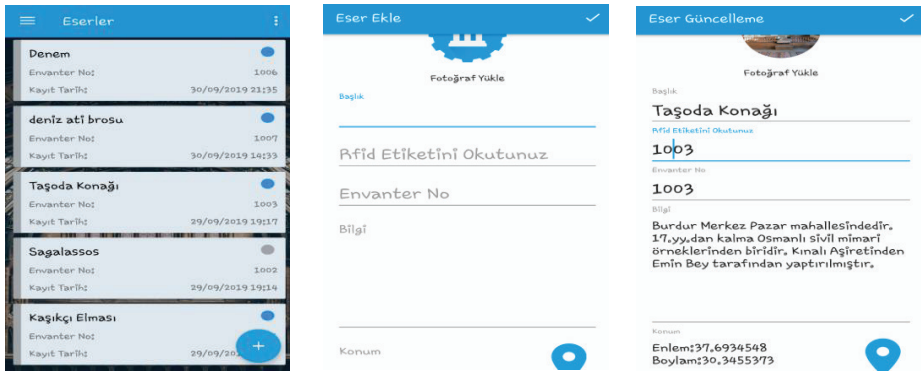 Eserler
Denem
Envanter No: 1006
Kayıt Tarih: 30/09/2019 21:35
deniz ati brosu
Envanter No: 1007
Kayıt Tarih: 30/09/2019 14:33
Taşoda Konağı
Envanter No: 1003
Kayıt Tarih: 29/09/2019 19:17
Sagalassos
Envanter No: 1002
Kayıt Tarih: 29/09/2019 19:14
Kaşıkçı Elması
Envanter No:
Kayıt Tarih: 29/09/20
Eser Ekle
Fotoğraf Yükle
Başlık
Rfid Etiketini Okutunuz
Envanter No
Bilgi
Konum
Eser Güncelleme
Fotoğraf Yükle
Başlık
Taşoda Konağı
Rfid Etiketini Okutunuz
1003
Envanter No
1003
Bilgi
Burdur Merkez Pazar mahallesindedir.
17.yy.dan kalma Osmanlı sivil mimari
örneklerinden biridir. Kınalı Aşiretinden
Emin Bey tarafından yaptırılmıştır.
Konum
Enlem:37.6934548
Boylam:30.3455373